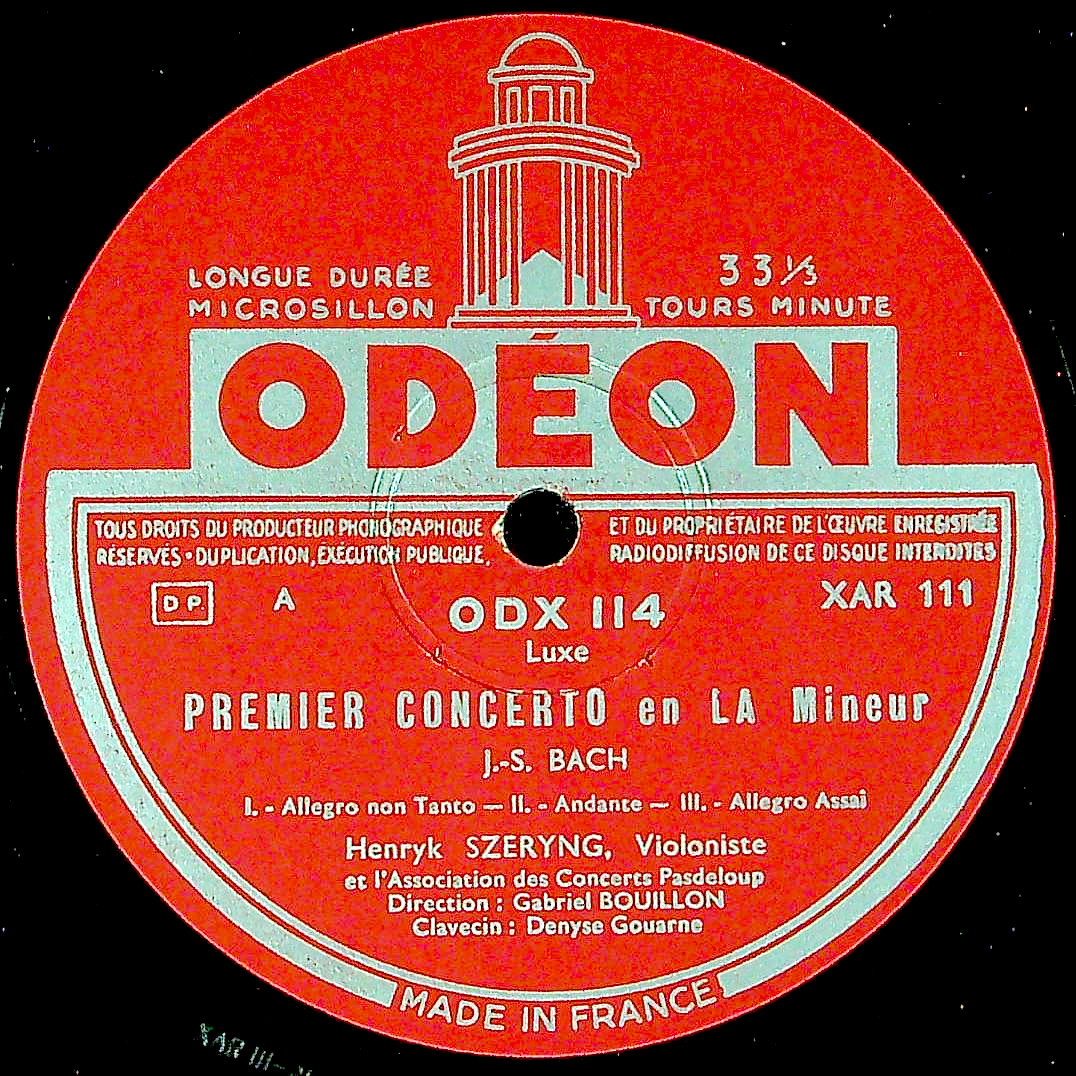 LONGUE DURÉE
MICROSILLON
33⅓
TOURS MINUTE
ODÉON
TOUS DROITS DU PRODUCTEUR PHONOGRAPHIQUE ET DU PROPRIÉTAIRE DE L'ŒUVRE ENREGISTRÉE
RÉSERVÉS • DUPLICATION, EXÉCUTION PUBLIQUE, RADIODIFFUSION DE CE DISQUE INTERDITES
DP. A XAR 111
ODX 114
Luxe
PREMIER CONCERTO en LA Mineur
J.-S. BACH
I. - Allegro non Tanto — II. - Andante — III. - Allegro Assai
Henryk SZERYNG, Violoniste
et l'Association des Concerts Pasdeloup
Direction : Gabriel BOUILLON
Clavecin : Denyse Gouarne
MADE IN FRANCE
XAR 111